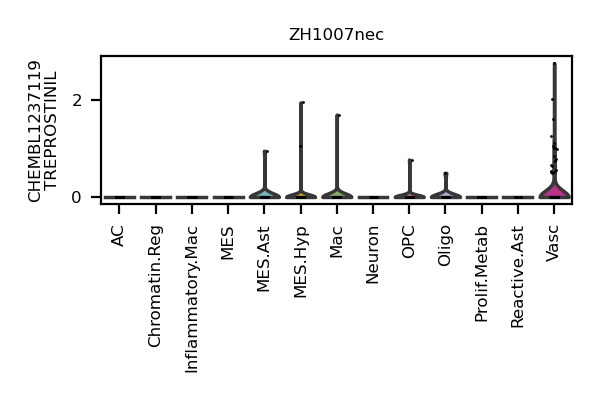 ZH1007nec
CHEMBL1237119
TREPROSTINIL
2
0
AC
Chromatin.Reg
Inflammatory.Mac
MES
MES.Ast
MES.Hyp
Mac
Neuron
OPC
Oligo
Prolif.Metab
Reactive.Ast
Vasc